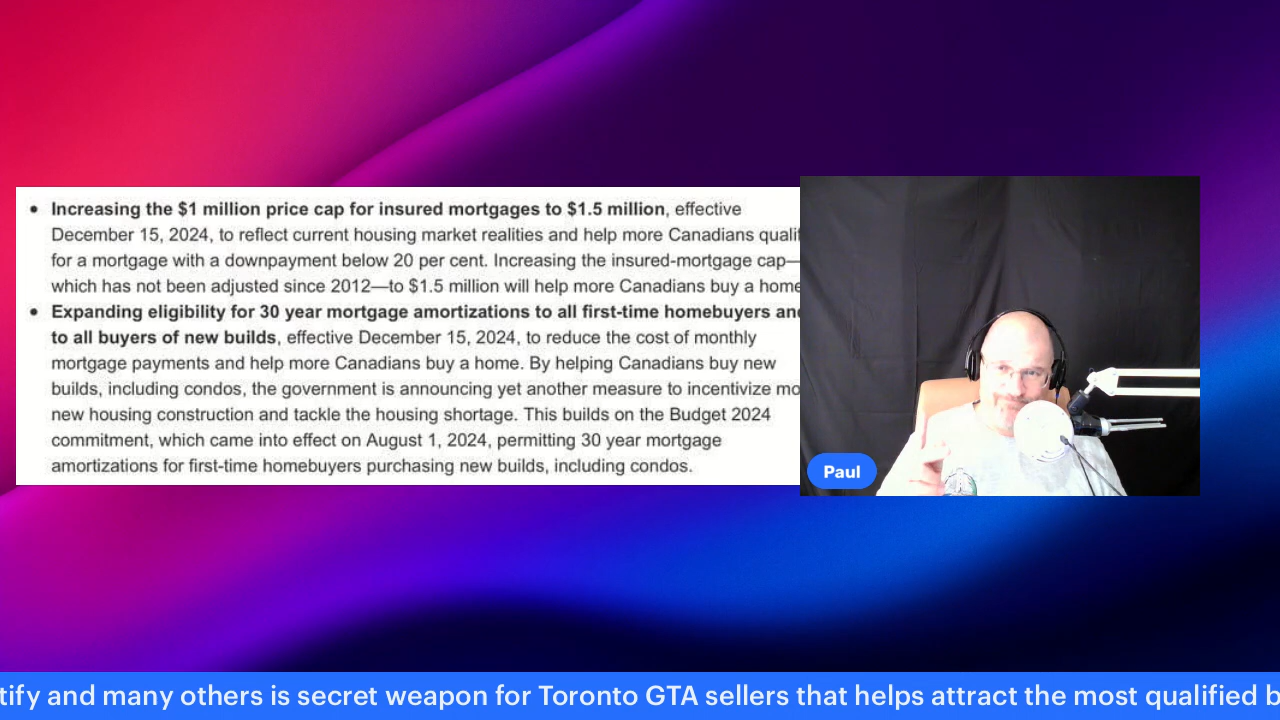 • Increasing the $1 million price cap for insured mortgages to $1.5 million, effective
December 15, 2024, to reflect current housing market realities and help more Canadians
for a mortgage with a downpayment below 20 per cent. Increasing the insured-mortgage cap—
which has not been adjusted since 2012—to $1.5 million will help more Canadians buy a home
• Expanding eligibility for 30 year mortgage amortizations to all first-time homebuyers
to all buyers of new builds, effective December 15, 2024, to reduce the cost of monthly
mortgage payments and help more Canadians buy a home. By helping Canadians buy new
builds, including condos, the government is announcing yet another measure to incentivize
new housing construction and tackle the housing shortage. This builds on the Budget 2024
commitment, which came into effect on August 1, 2024, permitting 30 year mortgage
amortizations for first-time homebuyers purchasing new builds, including condos.
Paul
tify and many others is secret weapon for Toronto GTA sellers that helps attract the most qualified b